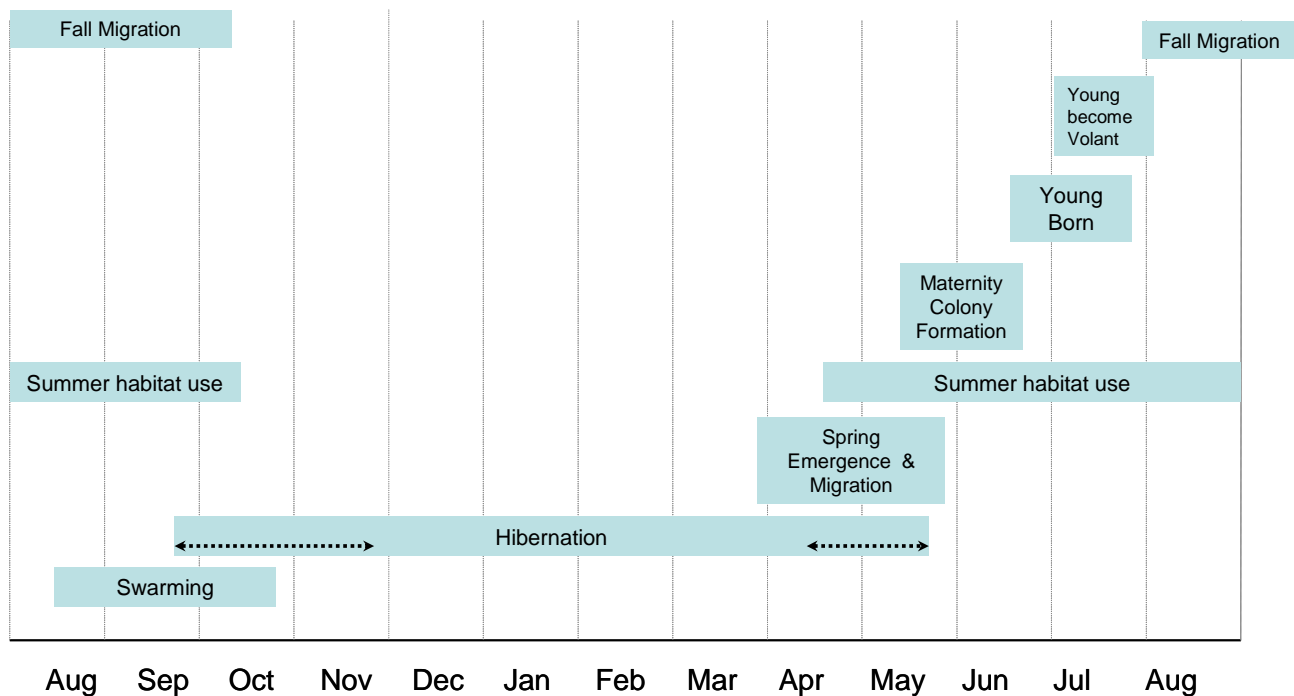 Fall Migration
Fall Migration
Young
become
Volant
Young
Born
Maternity
Colony
Formation
Summer habitat use
Summer habitat use
Spring
Emergence &
Migration
Hibernation
Swarming
Aug Sep Oct Nov Dec Jan Feb Mar Apr May Jun Jul Aug